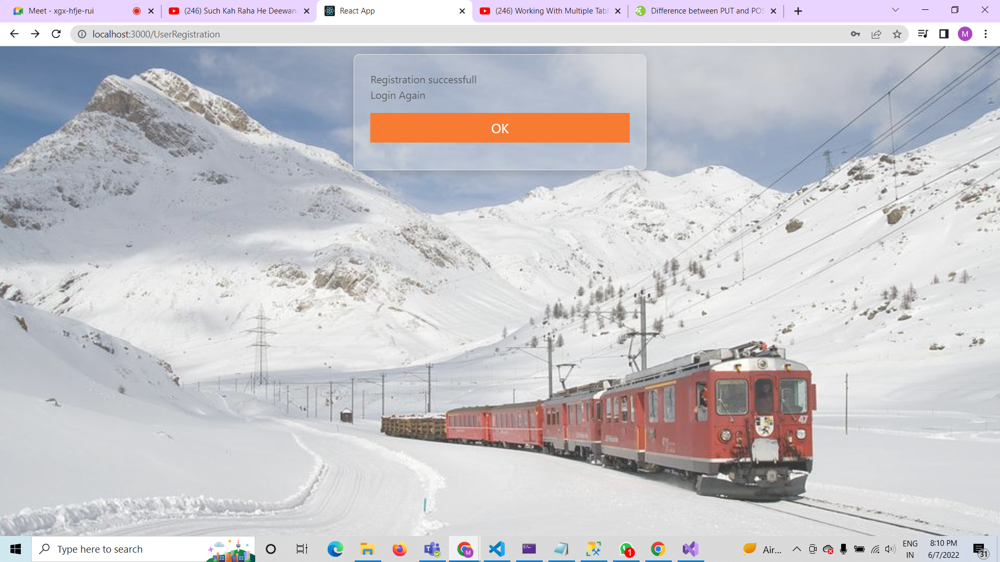 Meet - xgx-hfje-rui
(246) Such Kah Raha He Deewan
React App
(246) Working With Multiple Tabl
Difference between PUT and POS
localhost:3000/UserRegistration
M
Registration successfull
Login Again
OK
47
Type here to search
M
1
Air...
ENG
IN
8:10 PM
6/7/2022
31